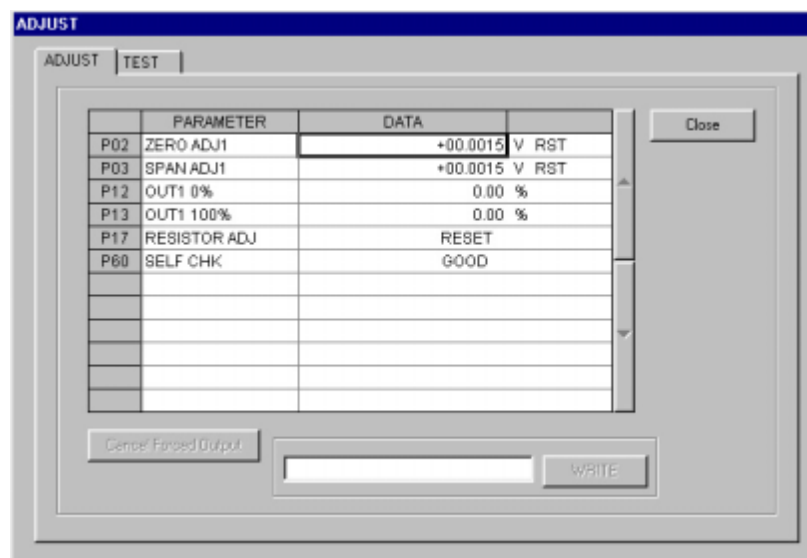 ADJUST
ADJUST TEST
PARAMETER DATA
P02 ZERO ADJ1 +00.0015 V RST
P03 SPAN ADJ1 +00.0015 V RST
P12 OUT1 0% 0.00 %
P13 OUT1 100% 0.00 %
P17 RESISTOR ADJ RESET
P60 SELF CHK GOOD
Close
Cancel Forced Output
WRITE